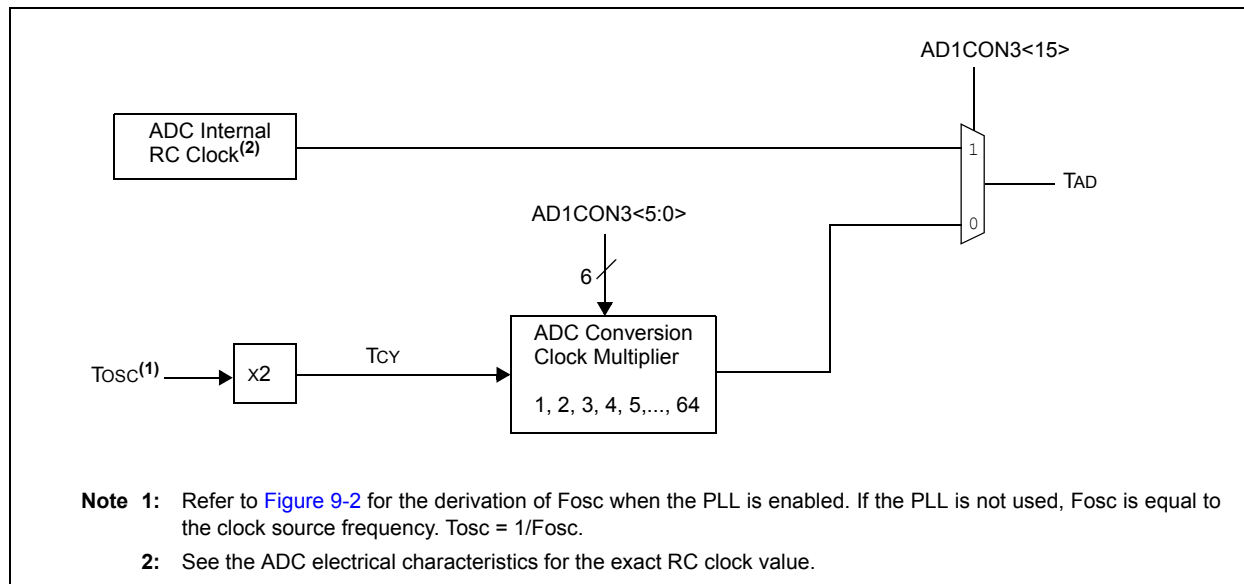 AD1CON3<15>
ADC Internal
RC Clock(2)
1
TAD
AD1CON3<5:0>
0
6
ADC Conversion
Clock Multiplier
TOSC(1)
X2
TCY
1, 2, 3, 4, 5,..., 64
Note 1: Refer to Figure 9-2 for the derivation of Fosc when the PLL is enabled. If the PLL is not used, Fosc is equal to
the clock source frequency. Tosc = 1/Fosc.
2: See the ADC electrical characteristics for the exact RC clock value.